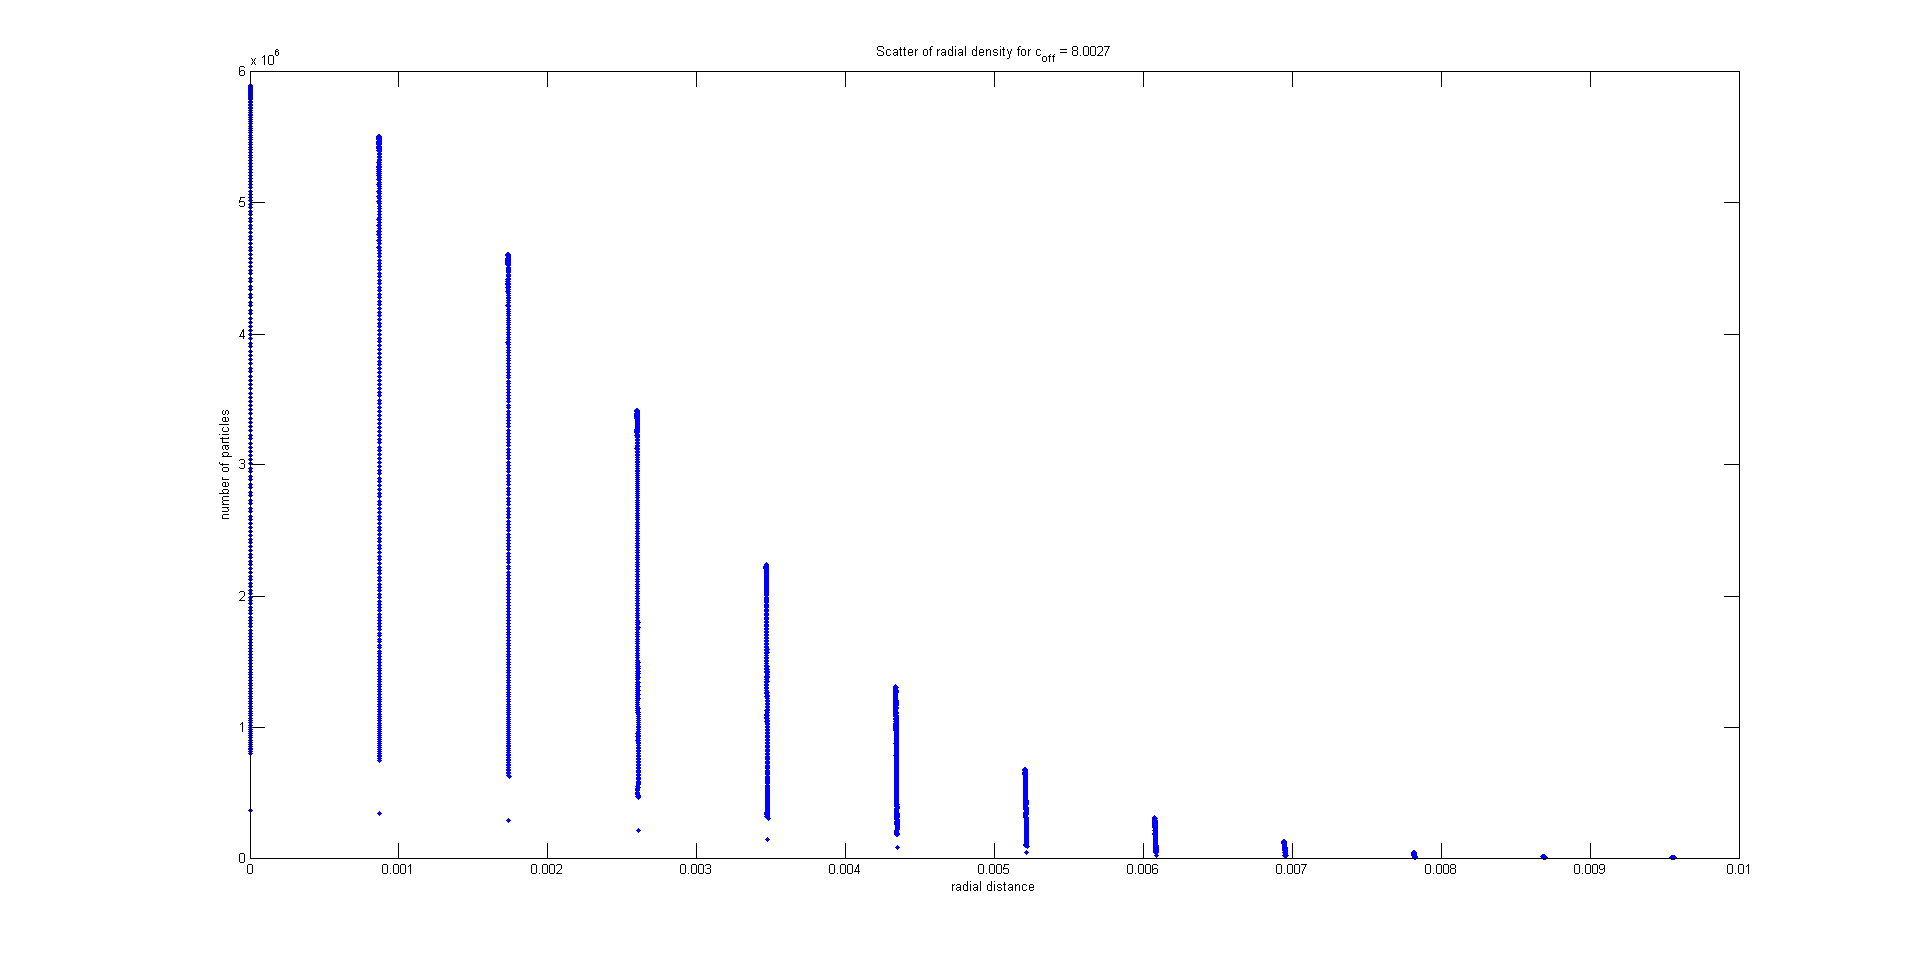 Scatter of radial density for c_off = 8.0027
x 10^6
6
5
4
3
2
1
0
number of particles
0 0.001 0.002 0.003 0.004 0.005 0.006 0.007 0.008 0.009 0.01
radial distance